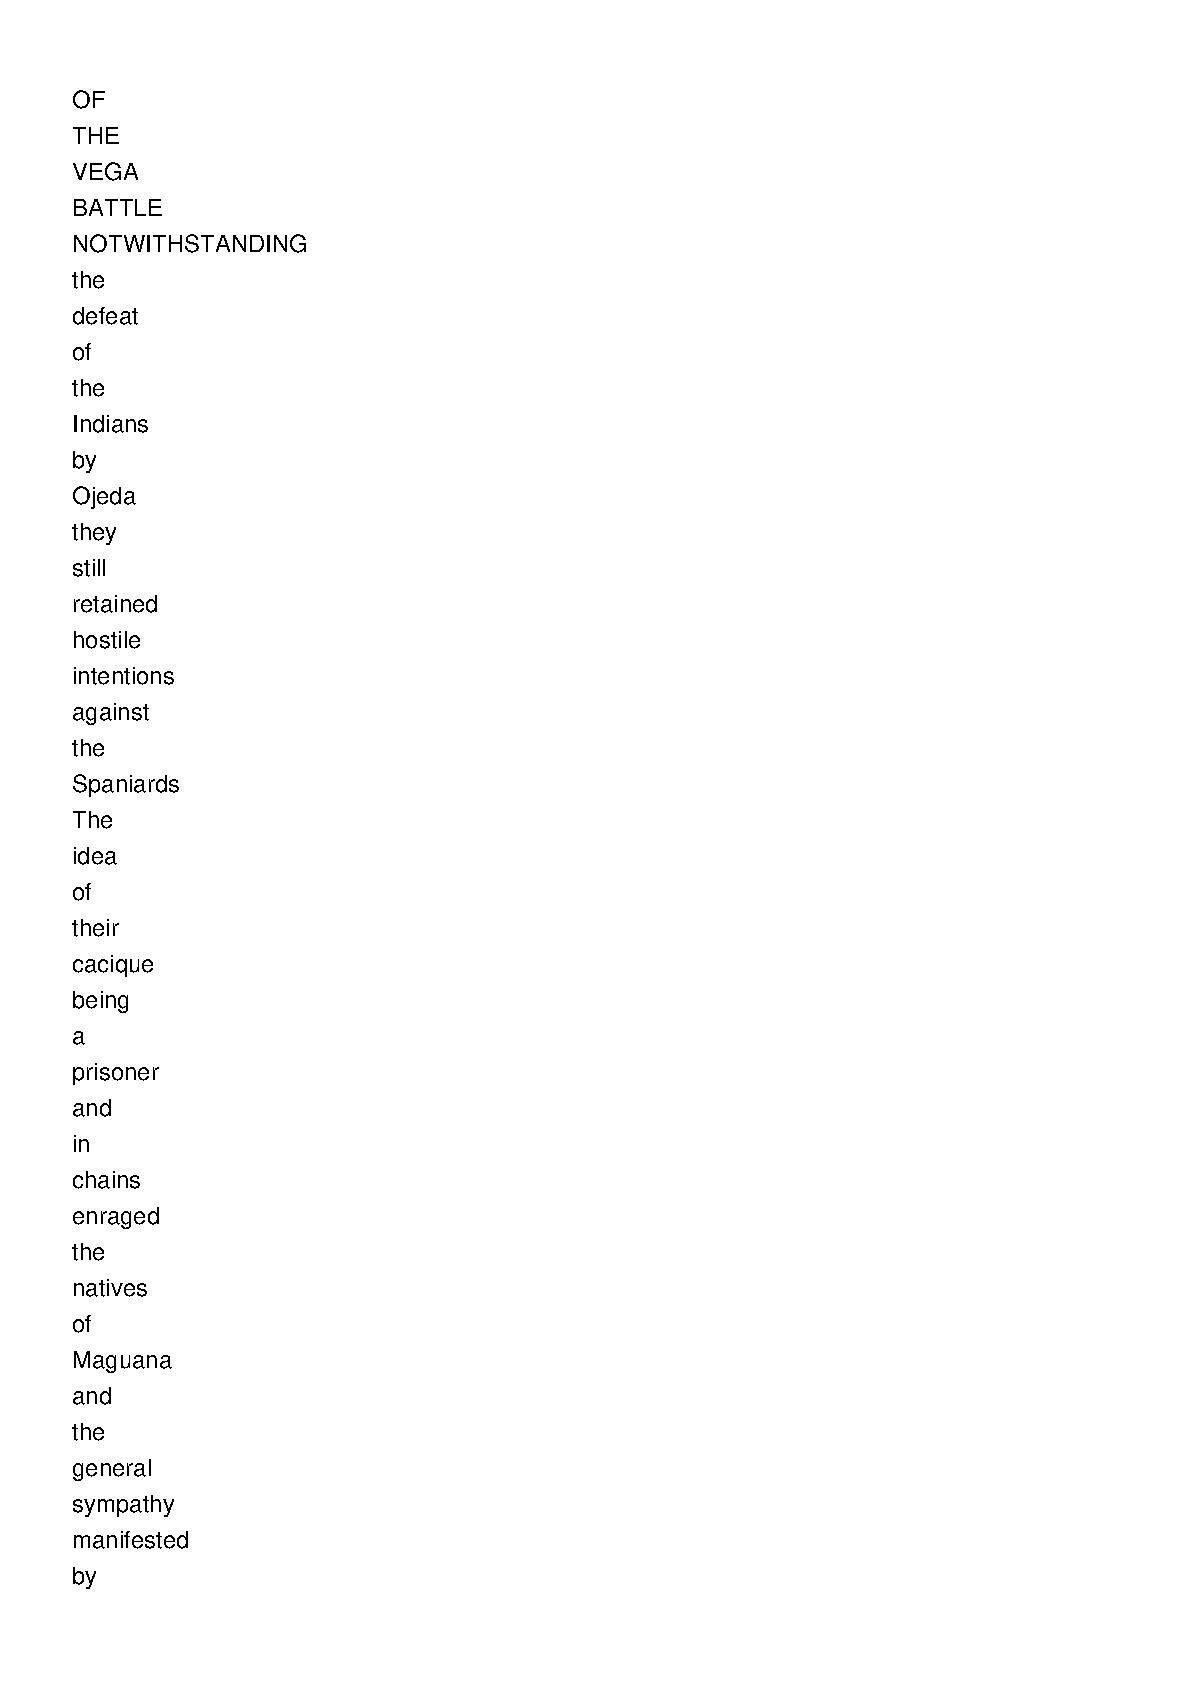 OF
THE
VEGA
BATTLE
NOTWITHSTANDING
the
defeat
of
the
Indians
by
Ojeda
they
still
retained
hostile
intentions
against
the
Spaniards
The
idea
of
their
cacique
being
a
prisoner
and
in
chains
enraged
the
natives
of
Maguana
and
the
general
sympathy
manifested
by